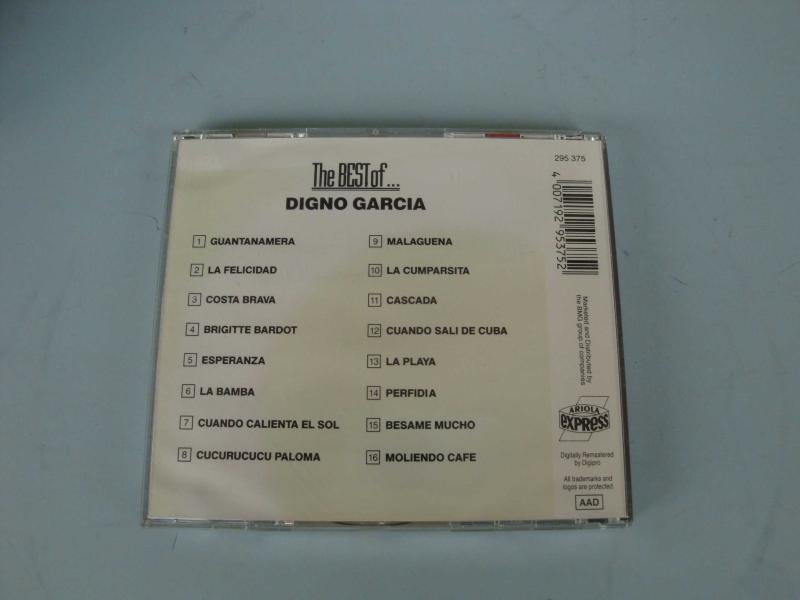 The BEST of...
DIGNO GARCIA
1 GUANTANAMERA
2 LA FELICIDAD
3 COSTA BRAVA
4 BRIGITTE BARDOT
5 ESPERANZA
6 LA BAMBA
7 CUANDO CALIENTA EL SOL
8 CUCURUCUCU PALOMA
9 MALAGUENA
10 LA CUMPARSITA
11 CASCADA
12 CUANDO SALI DE CUBA
13 LA PLAYA
14 PERFIDIA
15 BESAME MUCHO
16 MOLIENDO CAFE
295 375
4 007192 953752
Marketed and Distributed by
the BMG group of companies
ARIOLA
EXPRESS
Digitally Remastered
by Digipro
All trademarks and
logos are protected.
AAD